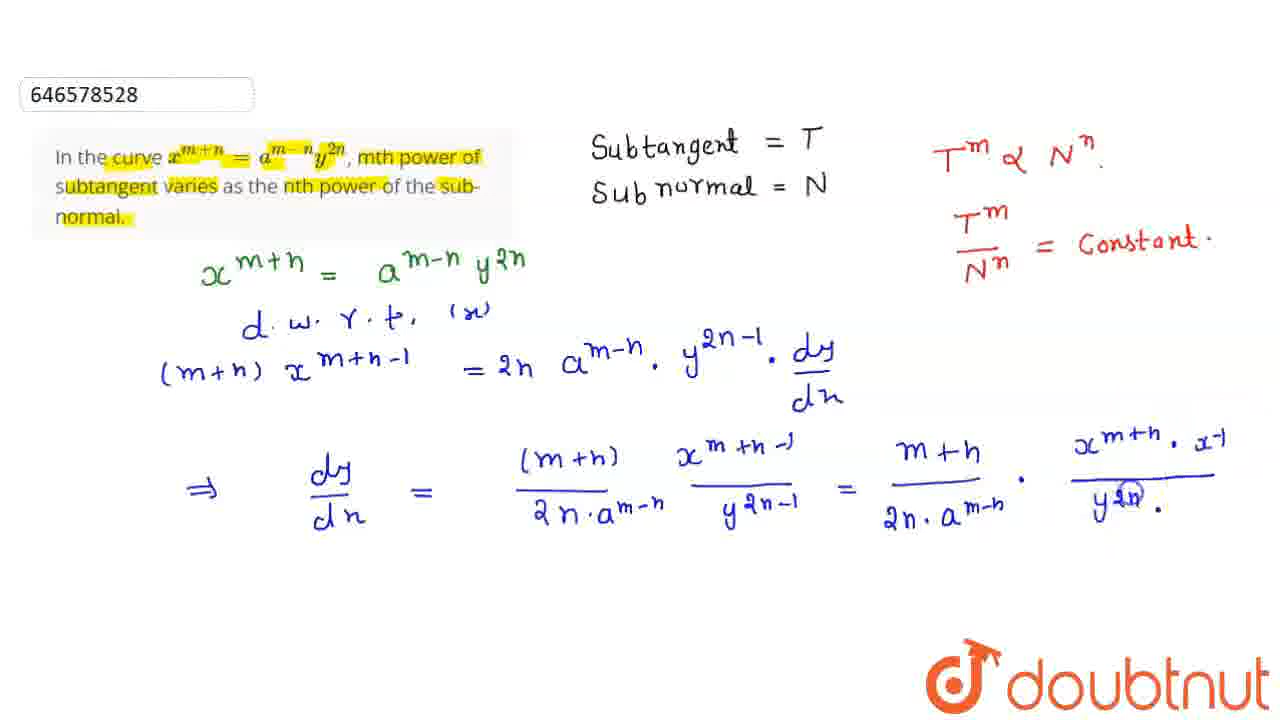 646578528
In the curve x^{m+n} = a^{m-n}y^{2n}, mth power of
subtangent varies as the nth power of the sub-
normal.
Subtangent = T
Subnormal = N
T^m ∝ N^n.
T^m/N^n = Constant.
x^{m+n} = a^{m-n} y^{2n}
d. w. r. t. (x)
(m+n) x^{m+n-1} = 2n a^{m-n} . y^{2n-1} . dy/dx
⇒ dy/dx = (m+n)/(2n.a^{m-n}) x^{m+n-1}/y^{2n-1} = (m+n)/(2n.a^{m-n}) . (x^{m+n} . x^{-1})/(y^{2n} .
doubtnut